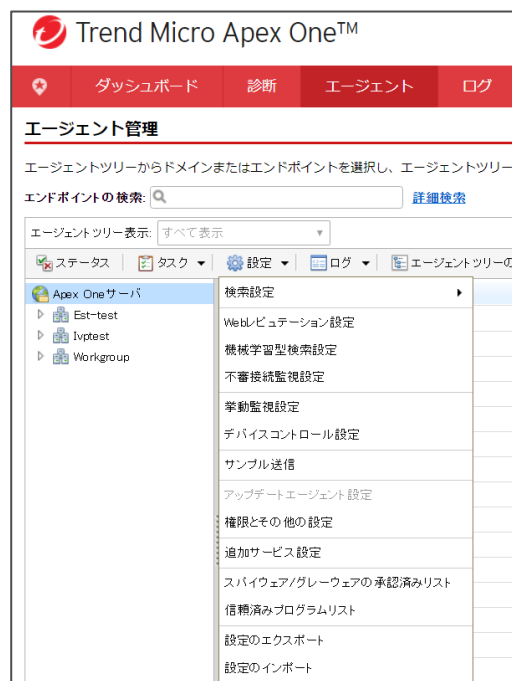 Trend Micro Apex One™
ダッシュボード 診断 エージェント ログ
エージェント管理
エージェントツリーからドメインまたはエンドポイントを選択し、エージェントツリー
エンドポイントの検索: 詳細検索
エージェントツリー表示: すべて表示
ステータス タスク 設定 ログ エージェントツリーの
Apex Oneサーバ
Est-test
Ivptest
Workgroup
検索設定
Webレピュテーション設定
機械学習型検索設定
不審接続監視設定
挙動監視設定
デバイスコントロール設定
サンプル送信
アップデートエージェント設定
権限とその他の設定
追加サービス設定
スパイウェア/グレーウェアの承認済みリスト
信頼済みプログラムリスト
設定のエクスポート
設定のインポート